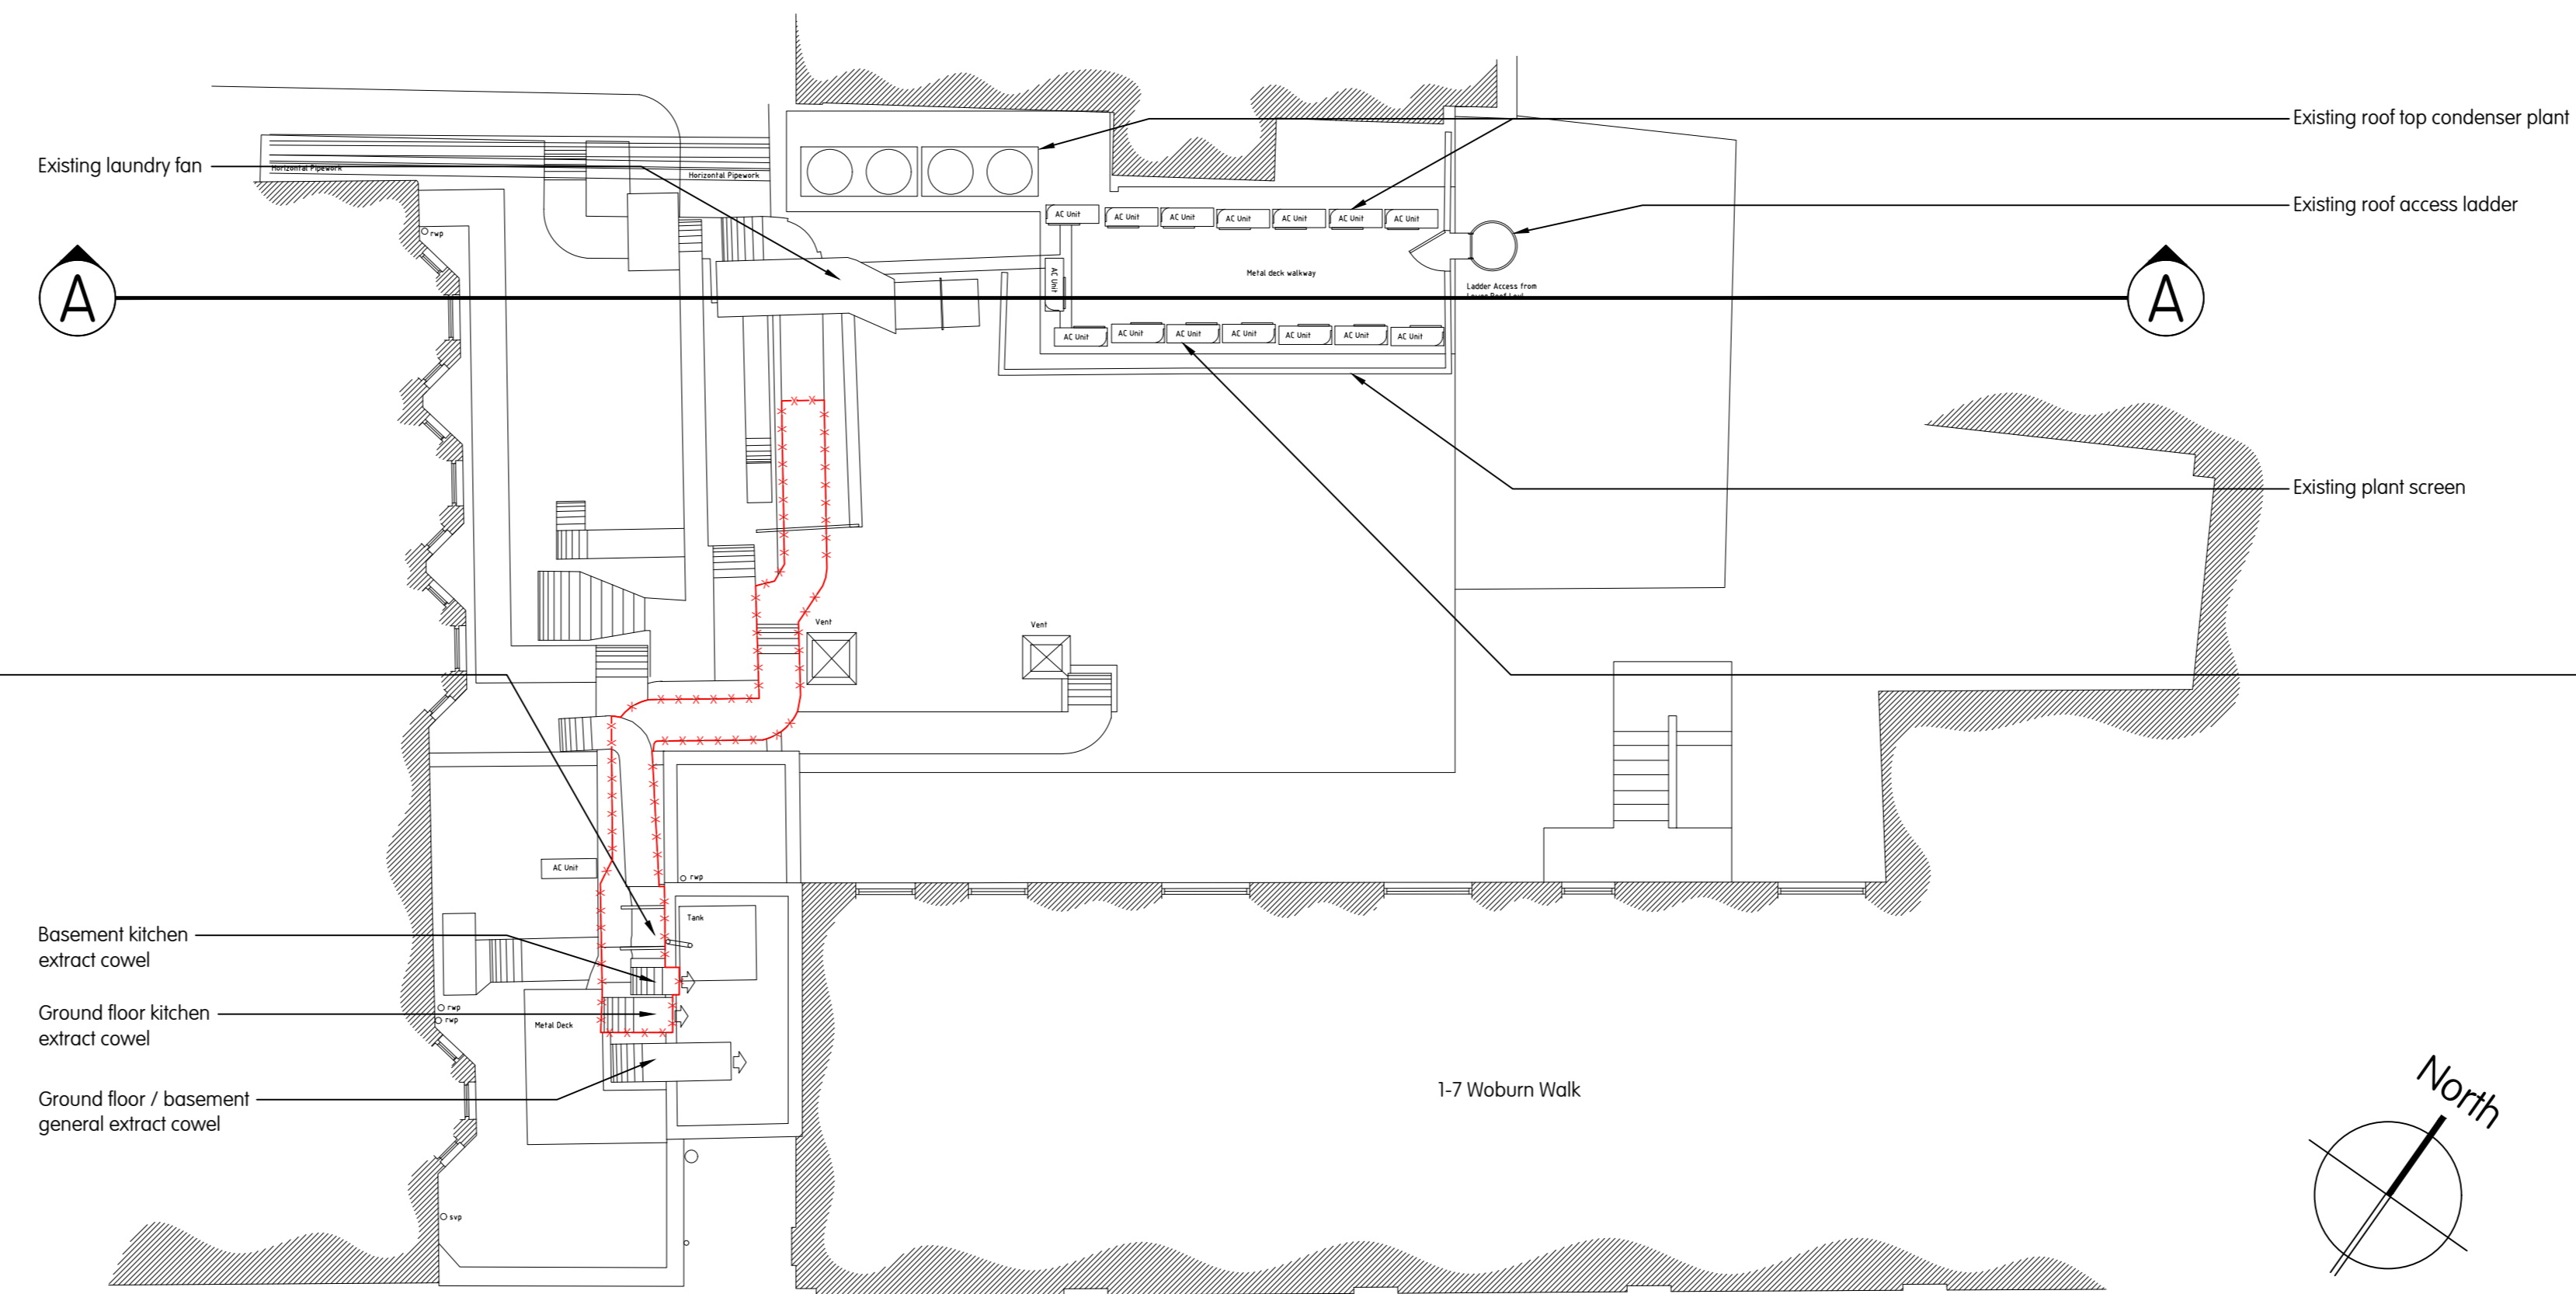 Existing roof top condenser plant
Existing laundry fan
Horizontal Pipework
Horizontal Pipework
Existing roof access ladder
AC Unit
AC Unit
AC Unit
AC Unit
AC Unit
AC Unit
AC Unit
rwp
AC Unit
Metal deck walkway
Ladder Access from
A
A
AC Unit
AC Unit
AC Unit
AC Unit
AC Unit
AC Unit
AC Unit
Existing plant screen
Vent
Vent
AC Unit
rwp
Tank
Basement kitchen
extract cowel
Ground floor kitchen
extract cowel
rwp
rwp
Metal Deck
Ground floor / basement
general extract cowel
1-7 Woburn Walk
North
svp